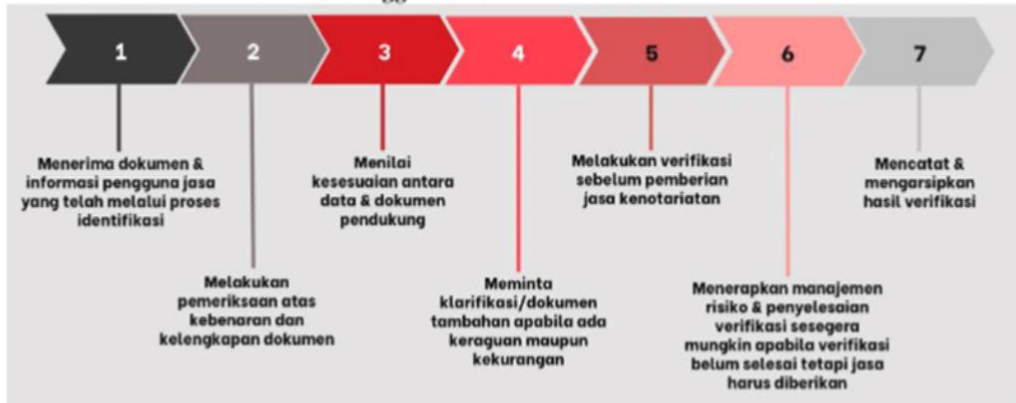 1
Menerima dokumen &
informasi pengguna jasa
yang telah melalui proses
identifikasi
2
Melakukan
pemeriksaan atas
kebenaran dan
kelengkapan dokumen
3
Menilai
kesesuaian antara
data & dokumen
pendukung
4
Meminta
klarifikasi/dokumen
tambahan apabila ada
keraguan maupun
kekurangan
5
Melakukan verifikasi
sebelum pemberian
jasa kenotariatan
6
Menerapkan manajemen
risiko & penyelesaian
verifikasi sesegera
mungkin apabila verifikasi
belum selesai tetapi jasa
harus diberikan
7
Mencatat &
mengarsipkan
hasil verifikasi